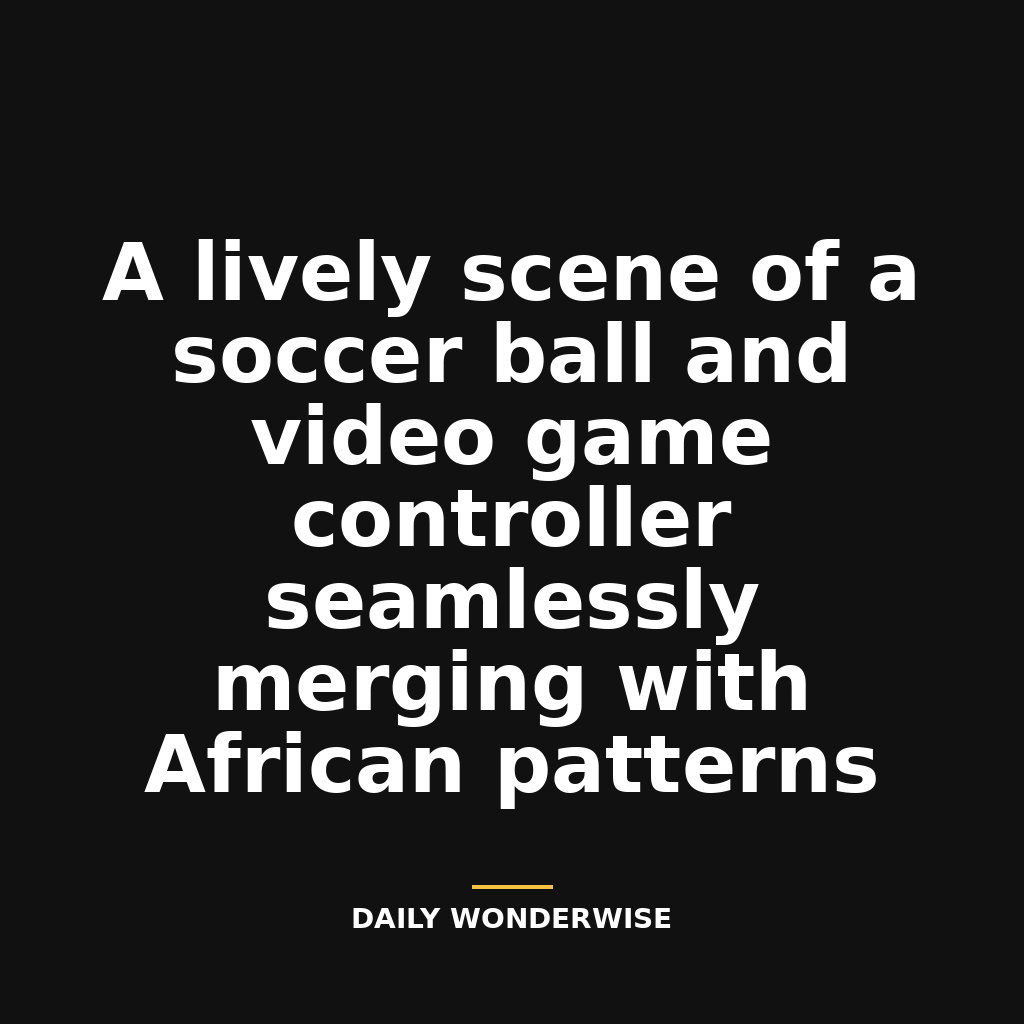 A lively scene of a
soccer ball and
video game
controller
seamlessly
merging with
African patterns
DAILY WONDERWISE